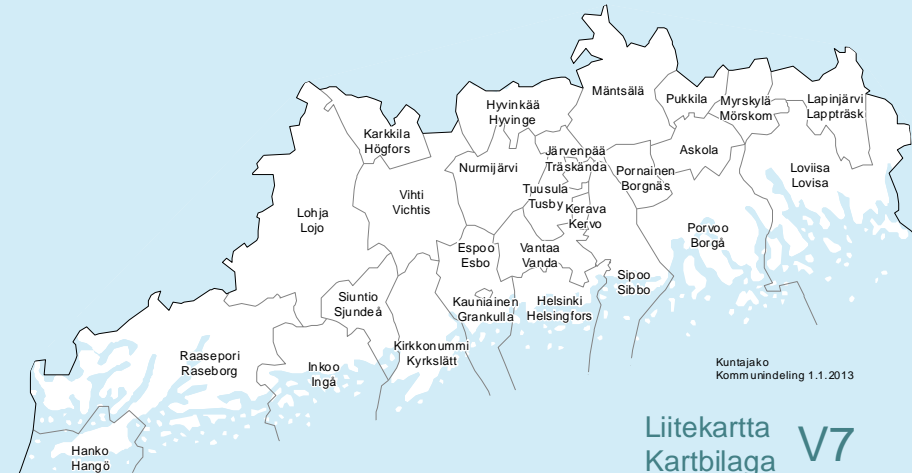 Mäntsälä
Hyvinkää
Hyvinge
Pukkila
Myrskylä
Mörskom
Lapinjärvi
Lappträsk
Karkkila
Högfors
Järvenpää
Träskända
Askola
Nurmijärvi
Pornainen
Borgnäs
Loviisa
Lovisa
Vihti
Vichtis
Tuusula
Tusby
Kerava
Kervo
Lohja
Lojo
Porvoo
Borgå
Espoo
Esbo
Vantaa
Vanda
Sipoo
Sibbo
Siuntio
Sjundeå
Kauniainen
Grankulla
Helsinki
Helsingfors
Kirkkonummi
Kyrkslätt
Raasepori
Raseborg
Inkoo
Ingå
Kuntajako
Kommunindeling 1.1.2013
Hanko
Hangö
Liitekartta
Kartbilaga
V7